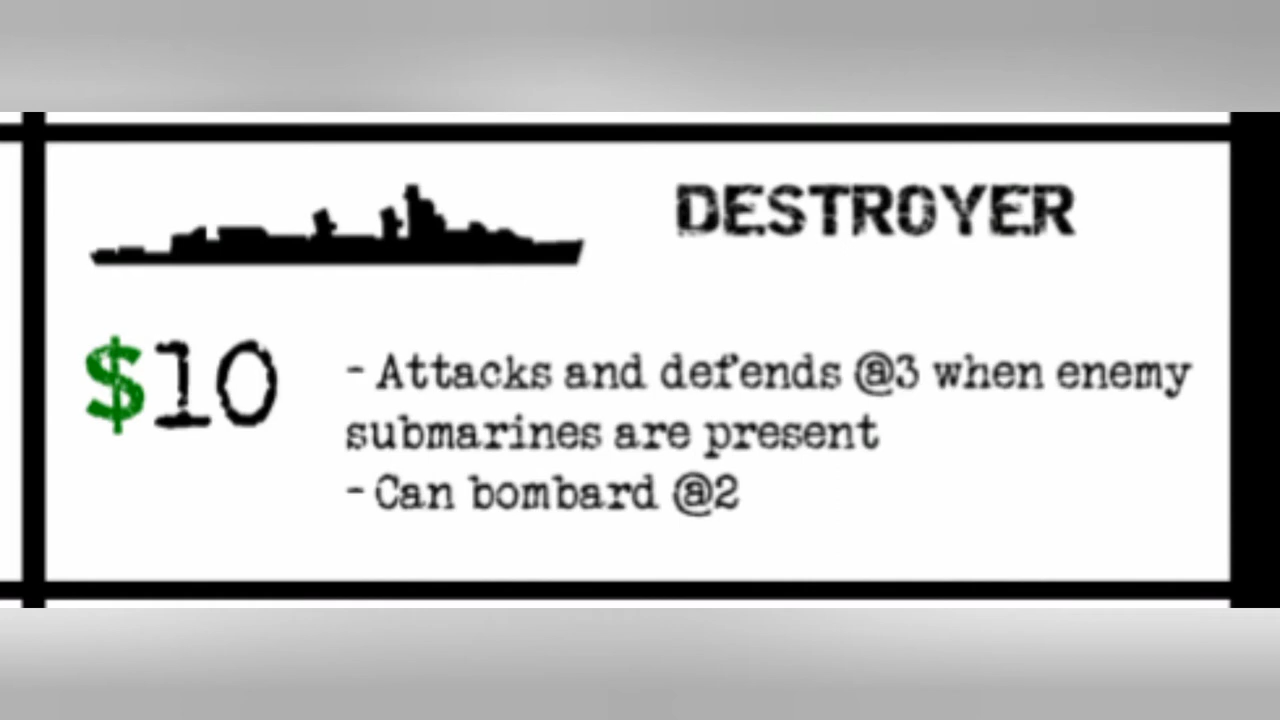 DESTROYER
$10
- Attacks and defends @3 when enemy
submarines are present
- Can bombard @2